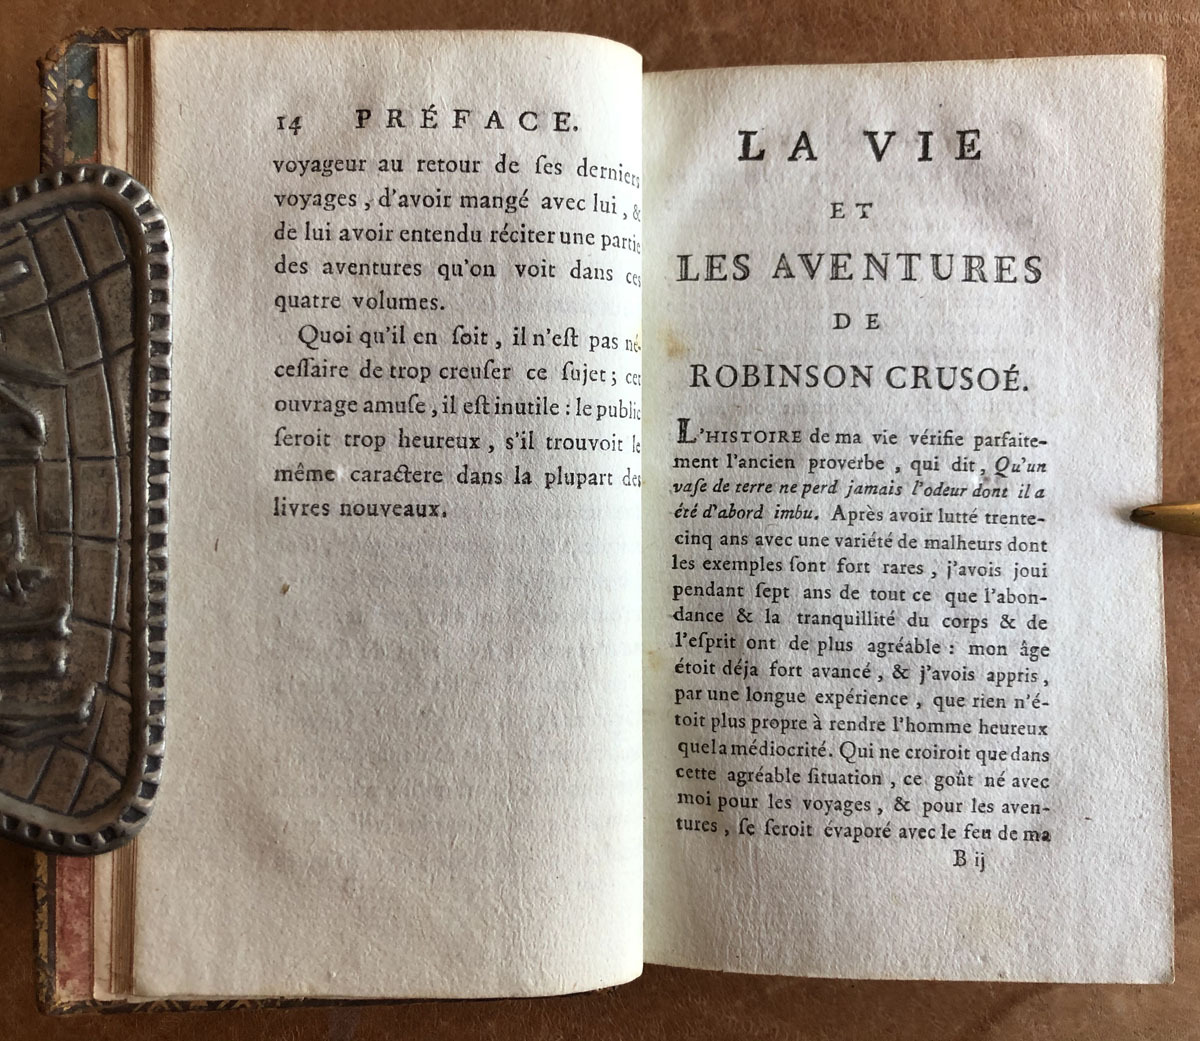 14 PRÉFACE.
voyageur au retour de ſes derniers
voyages, d'avoir mangé avec lui, &
de lui avoir entendu réciter une partie
des aventures qu'on voit dans ces
quatre volumes.
Quoi qu'il en ſoit, il n'eſt pas né-
ceſſaire de trop creuſer ce ſujet; cet
ouvrage amuſe, il eſt inutile : le public
ſeroit trop heureux, s'il trouvoit le
même caractere dans la plupart des
livres nouveaux.
LA VIE
ET
LES AVENTURES
DE
ROBINSON CRUSOÉ.
L'HISTOIRE de ma vie vérifie parfaite-
ment l'ancien proverbe, qui dit, Qu'un
vaſe de terre ne perd jamais l'odeur dont il a
été d'abord imbu. Après avoir lutté trente-
cinq ans avec une variété de malheurs dont
les exemples ſont fort rares, j'avois joui
pendant ſept ans de tout ce que l'abon-
dance & la tranquillité du corps & de
l'eſprit ont de plus agréable : mon âge
étoit déja fort avancé, & j'avois appris,
par une longue expérience, que rien n'é-
toit plus propre à rendre l'homme heureux
que la médiocrité. Qui ne croiroit que dans
cette agréable ſituation, ce goût né avec
moi pour les voyages, & pour les aven-
tures, ſe ſeroit évaporé avec le feu de ma
B ij